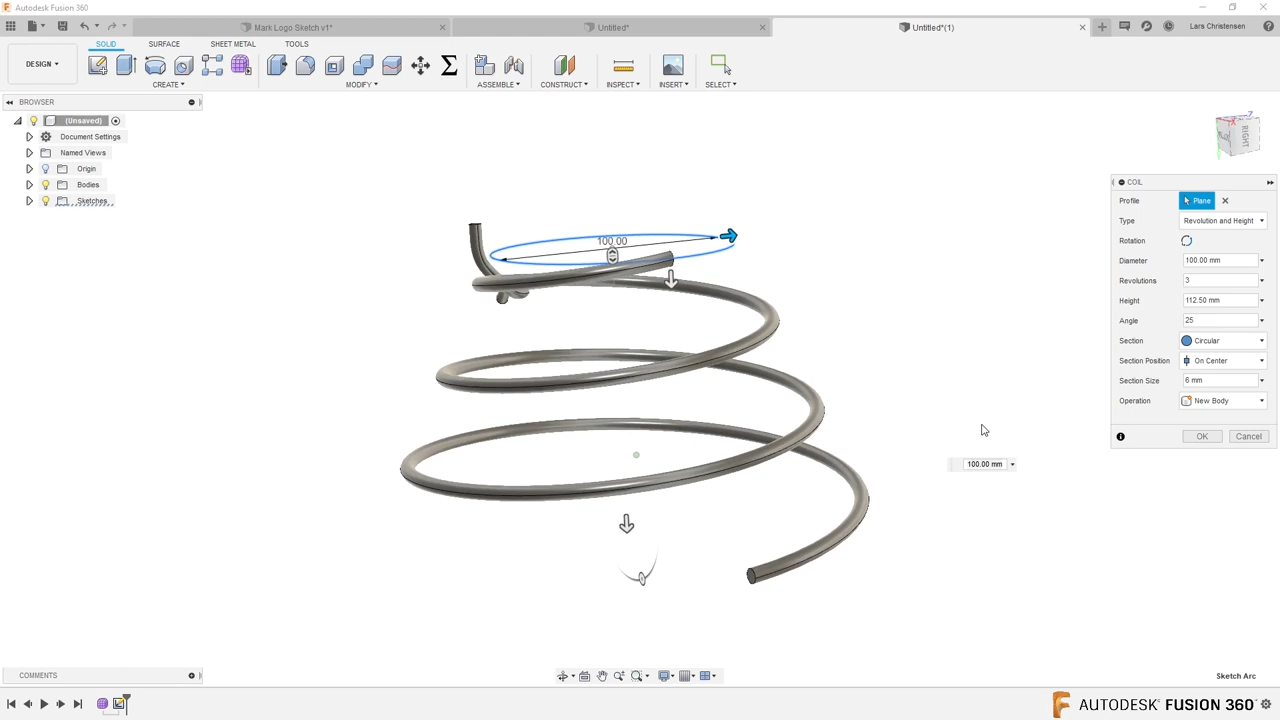 Autodesk Fusion 360
Mark Logo Sketch v1*
Untitled*
Untitled*(1)
Lars Christensen
SOLID
SURFACE
SHEET METAL
TOOLS
DESIGN
CREATE
MODIFY
ASSEMBLE
CONSTRUCT
INSPECT
INSERT
SELECT
BROWSER
(Unsaved)
Document Settings
Named Views
Origin
Bodies
Sketches
100.00
RIGHT
COIL
Profile Plane
Type Revolution and Height
Rotation
Diameter 100.00 mm
Revolutions 3
Height 112.50 mm
Angle 25
Section Circular
Section Position On Center
Section Size 6 mm
Operation New Body
OK Cancel
100.00 mm
COMMENTS
Sketch Arc
AUTODESK FUSION 360°